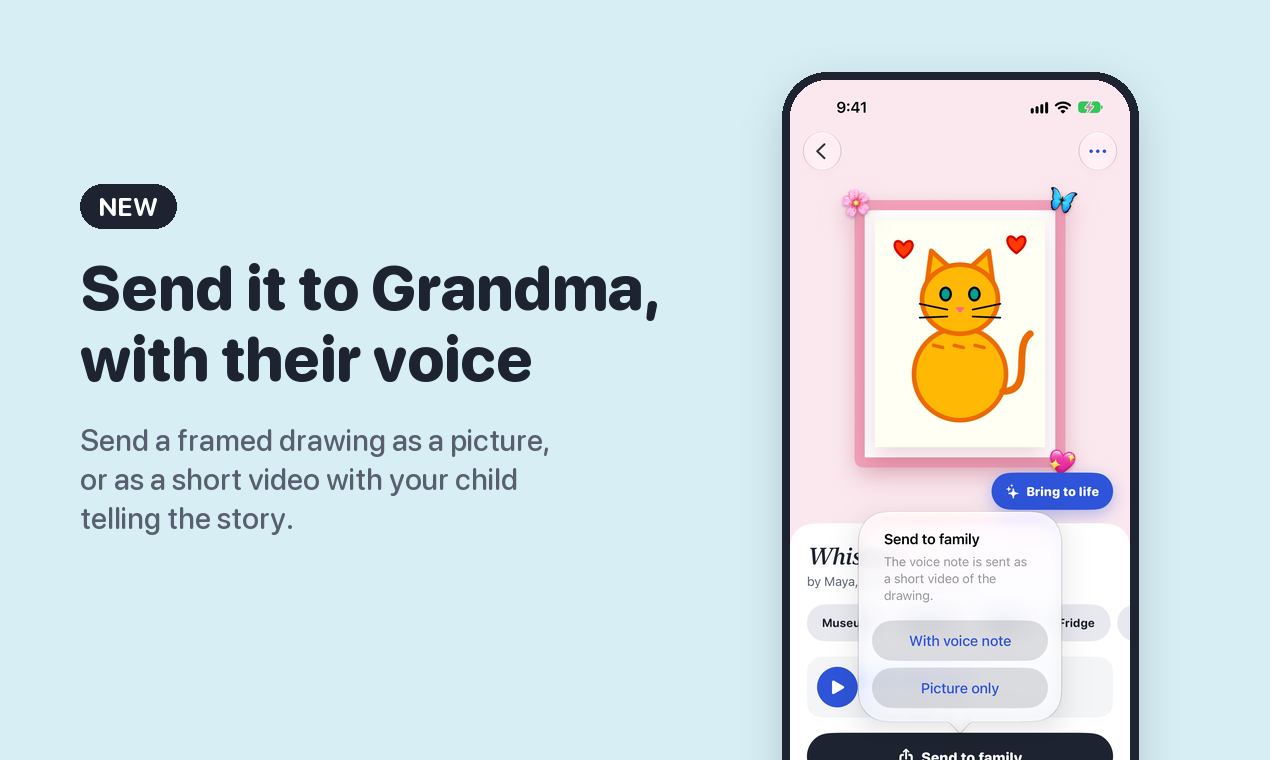 NEW
Send it to Grandma,
with their voice
Send a framed drawing as a picture,
or as a short video with your child
telling the story.
9:41
Bring to life
Send to family
The voice note is sent as
a short video of the
drawing.
by Maya,
Fridge
With voice note
Picture only
Send to family